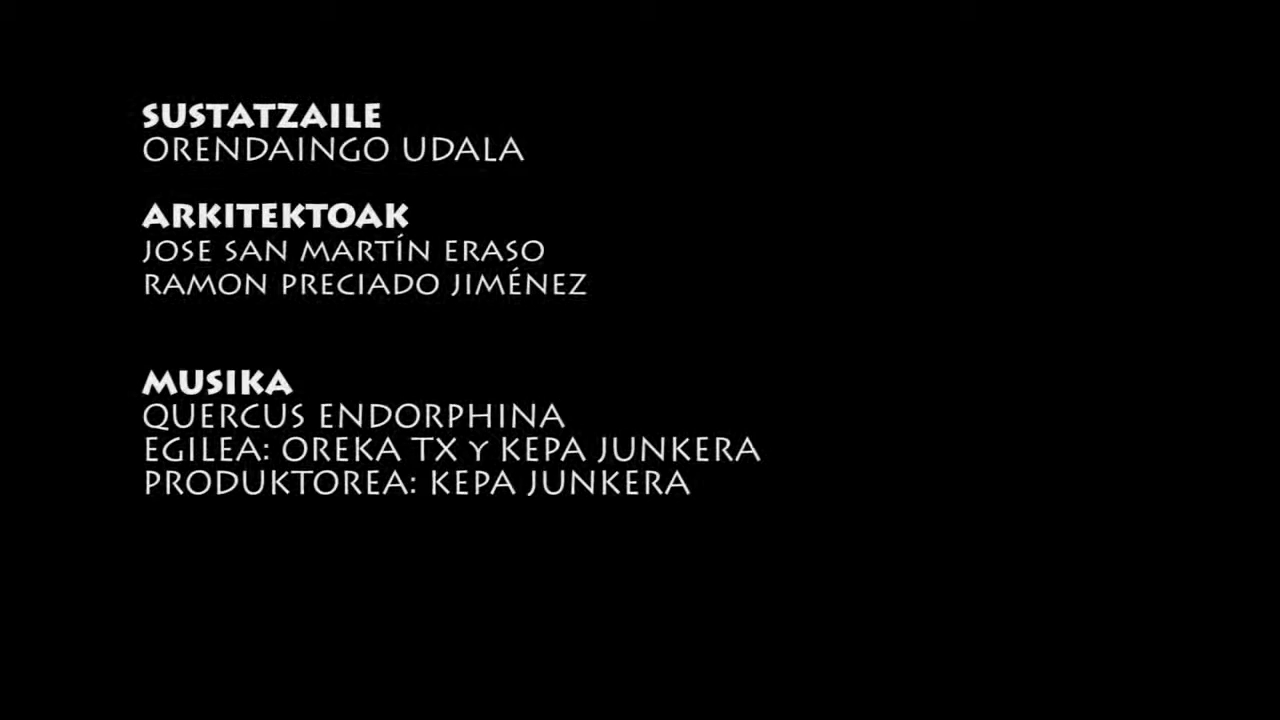 SUSTATZAILE
ORENDAINGO UDALA
ARKITEKTOAK
JOSE SAN MARTÍN ERASO
RAMON PRECIADO JIMÉNEZ
MUSIKA
QUERCUS ENDORPHINA
EGILEA: OREKA TX Y KEPA JUNKERA
PRODUKTOREA: KEPA JUNKERA